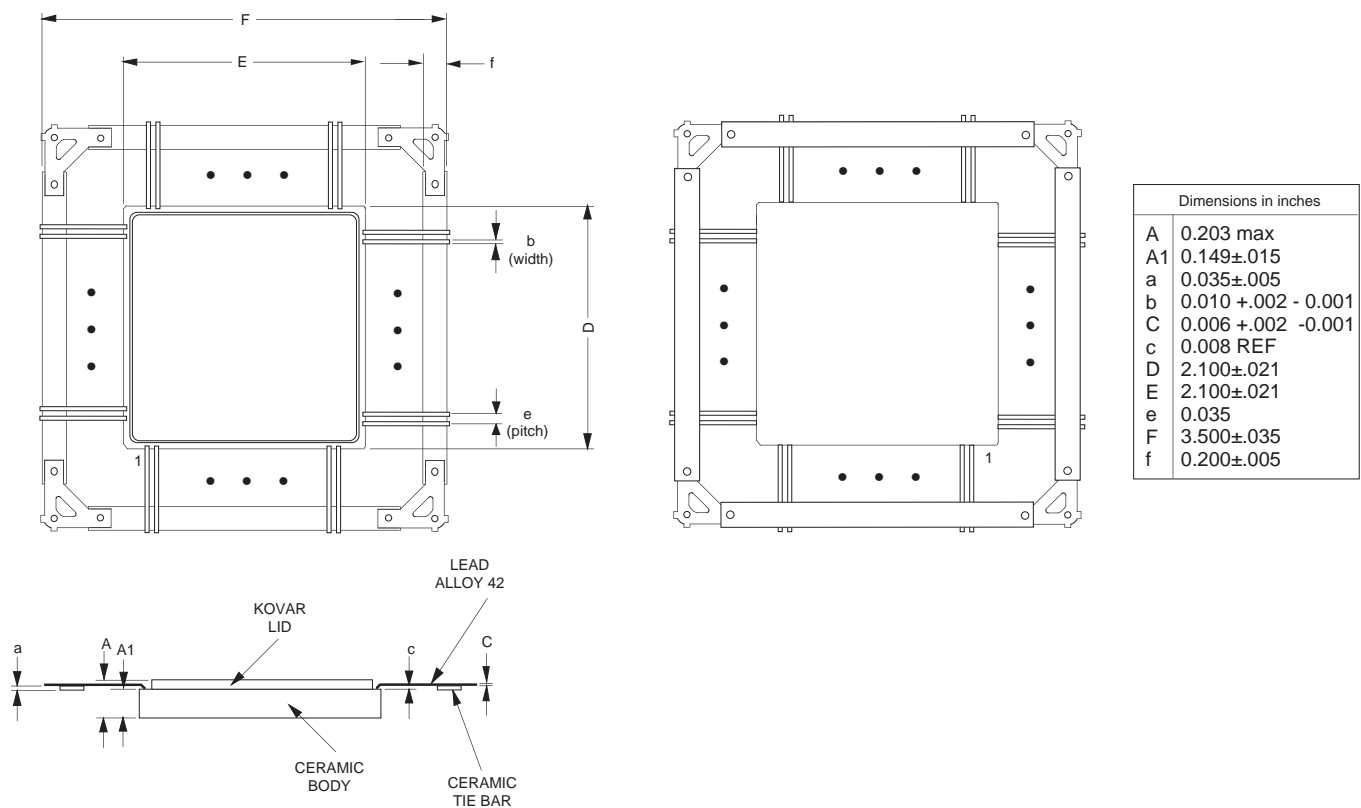 F
E
f
b
(width)
D
e
(pitch)
1
1
Dimensions in inches
A 0.203 max
A1 0.149±.015
a 0.035±.005
b 0.010 +.002 - 0.001
C 0.006 +.002 -0.001
c 0.008 REF
D 2.100±.021
E 2.100±.021
e 0.035
F 3.500±.035
f 0.200±.005
LEAD
ALLOY 42
KOVAR
LID
a
A
A1
c
C
CERAMIC
BODY
CERAMIC
TIE BAR